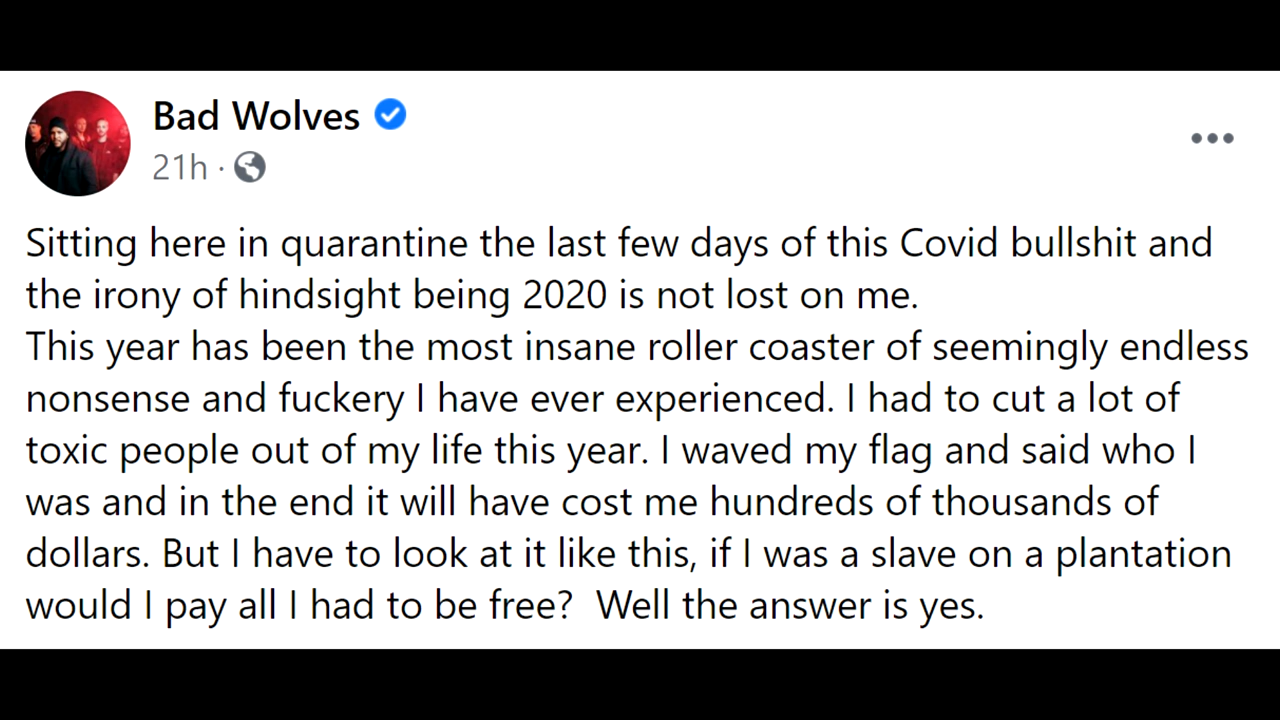 Bad Wolves
21h ·
Sitting here in quarantine the last few days of this Covid bullshit and
the irony of hindsight being 2020 is not lost on me.
This year has been the most insane roller coaster of seemingly endless
nonsense and fuckery I have ever experienced. I had to cut a lot of
toxic people out of my life this year. I waved my flag and said who I
was and in the end it will have cost me hundreds of thousands of
dollars. But I have to look at it like this, if I was a slave on a plantation
would I pay all I had to be free?  Well the answer is yes.